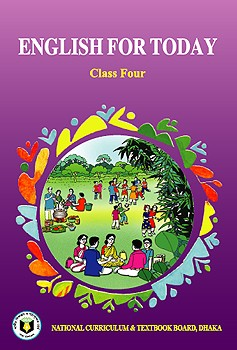 ENGLISH FOR TODAY
Class Four
NATIONAL CURRICULUM & TEXTBOOK BOARD, DHAKA